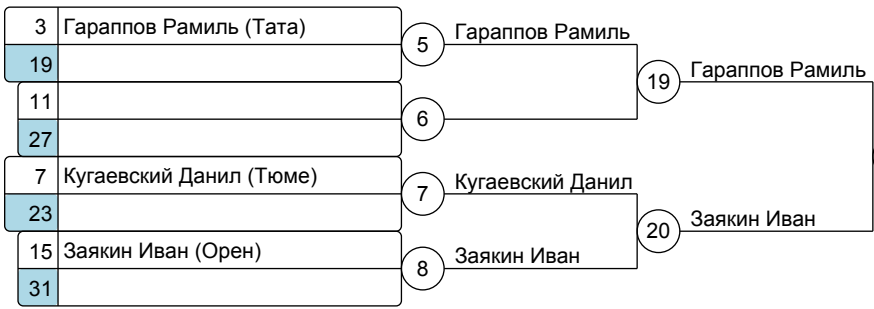 3 Гараппов Рамиль (Тата)
19
5 Гараппов Рамиль
11
27
6
19 Гараппов Рамиль
7 Кугаевский Данил (Тюме)
23
7 Кугаевский Данил
15 Заякин Иван (Орен)
31
8 Заякин Иван
20 Заякин Иван